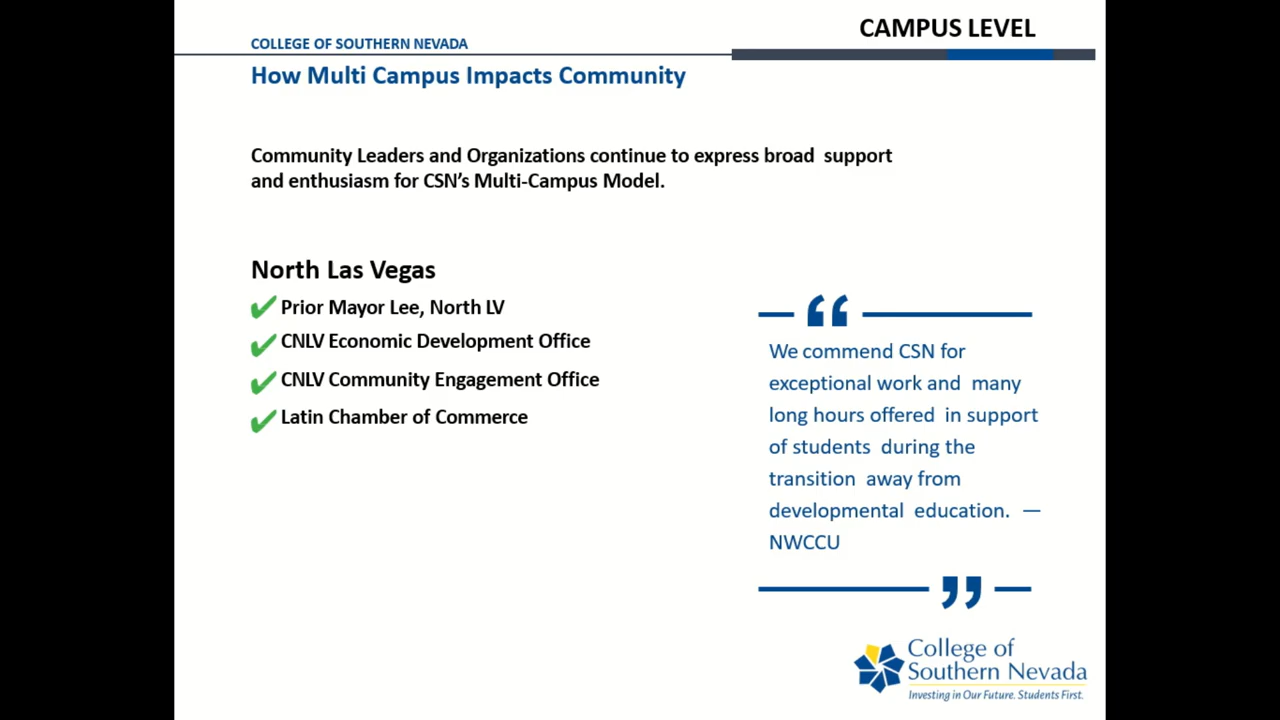 CAMPUS LEVEL
COLLEGE OF SOUTHERN NEVADA
How Multi Campus Impacts Community
Community Leaders and Organizations continue to express broad support
and enthusiasm for CSN's Multi-Campus Model.
North Las Vegas
Prior Mayor Lee, North LV
CNLV Economic Development Office
CNLV Community Engagement Office
Latin Chamber of Commerce
“
We commend CSN for
exceptional work and many
long hours offered in support
of students during the
transition away from
developmental education. —
NWCCU
”
College of
Southern Nevada
Investing in Our Future. Students First.